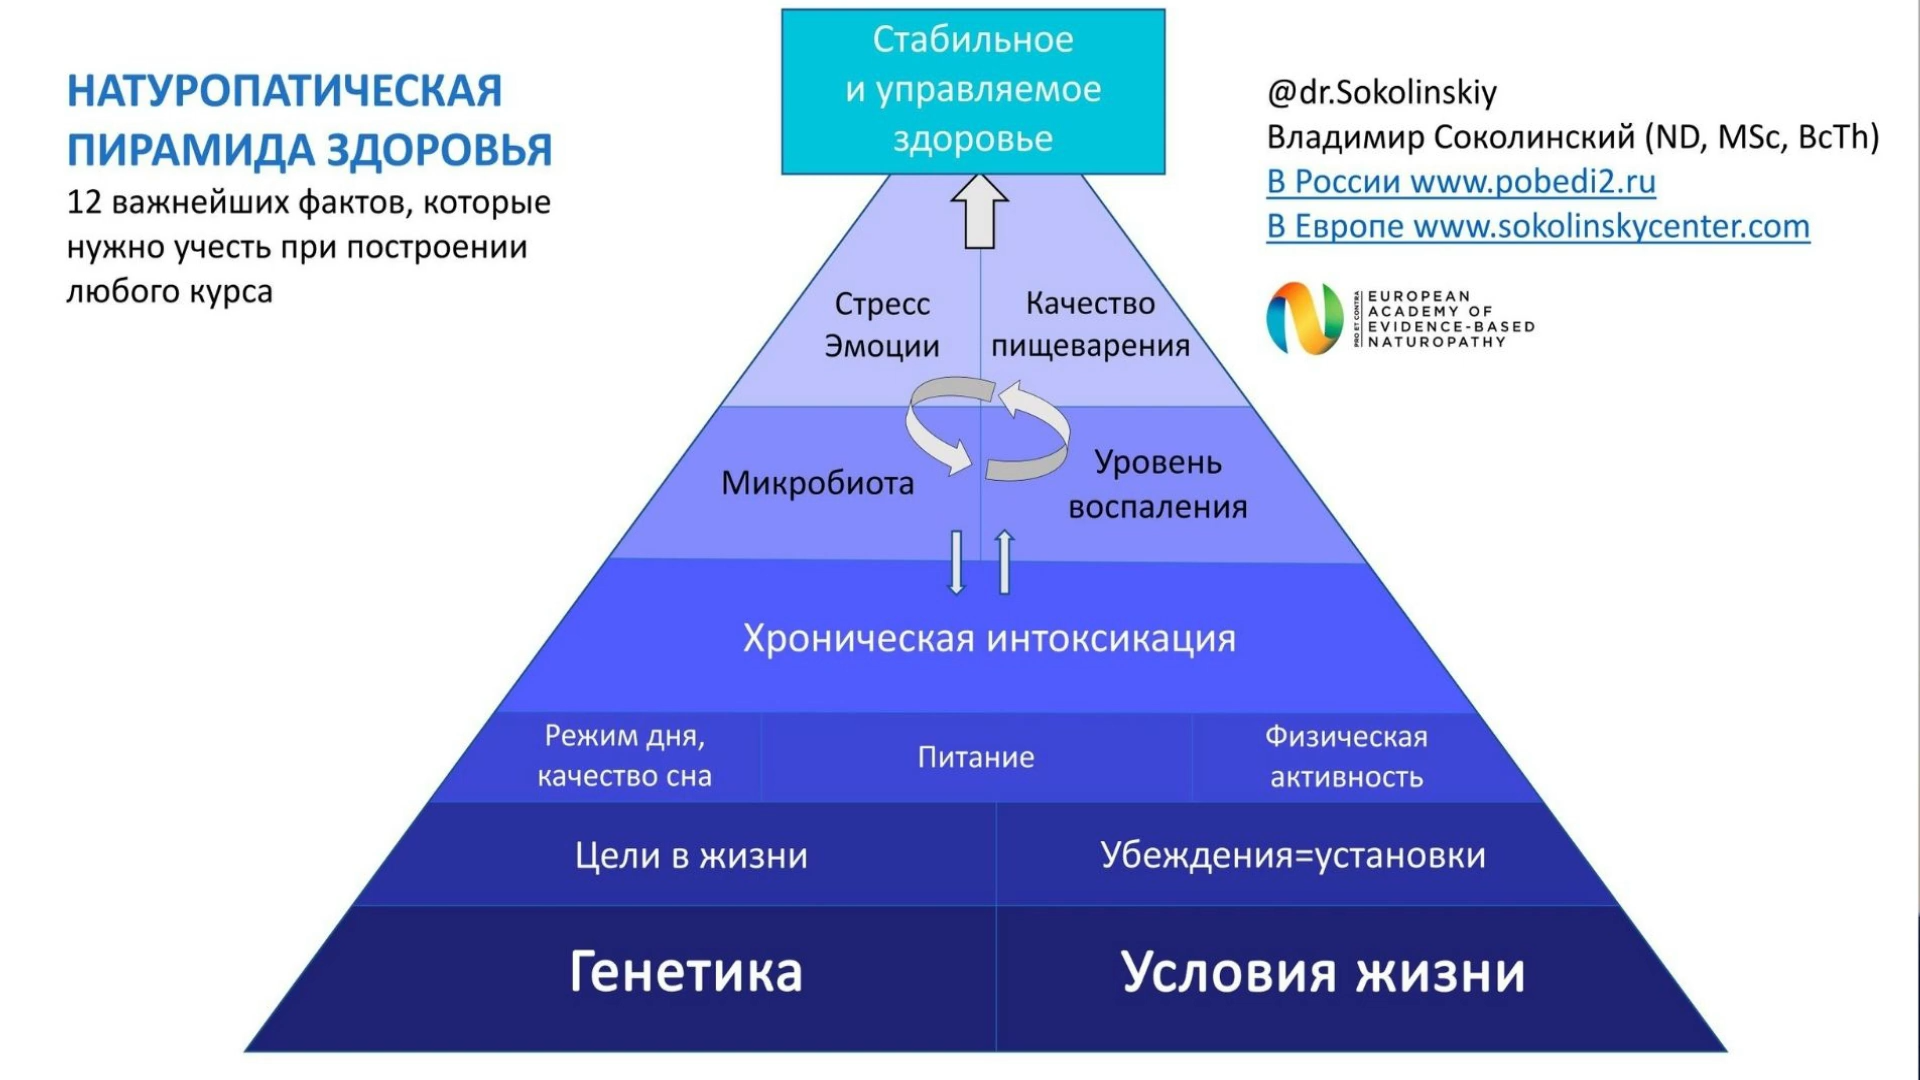 НАТУРОПАТИЧЕСКАЯ
ПИРАМИДА ЗДОРОВЬЯ
12 важнейших фактов, которые
нужно учесть при построении
любого курса
Стабильное
и управляемое
здоровье
@dr.Sokolinskiy
Владимир Соколинский (ND, MSc, BcTh)
В России www.pobedi2.ru
В Европе www.sokolinskycenter.com
PRO ET CONTRA
EUROPEAN
ACADEMY OF
EVIDENCE-BASED
NATUROPATHY
Стресс
Эмоции
Качество
пищеварения
Микробиота
Уровень
воспаления
Хроническая интоксикация
Режим дня,
качество сна
Питание
Физическая
активность
Цели в жизни
Убеждения=установки
Генетика
Условия жизни